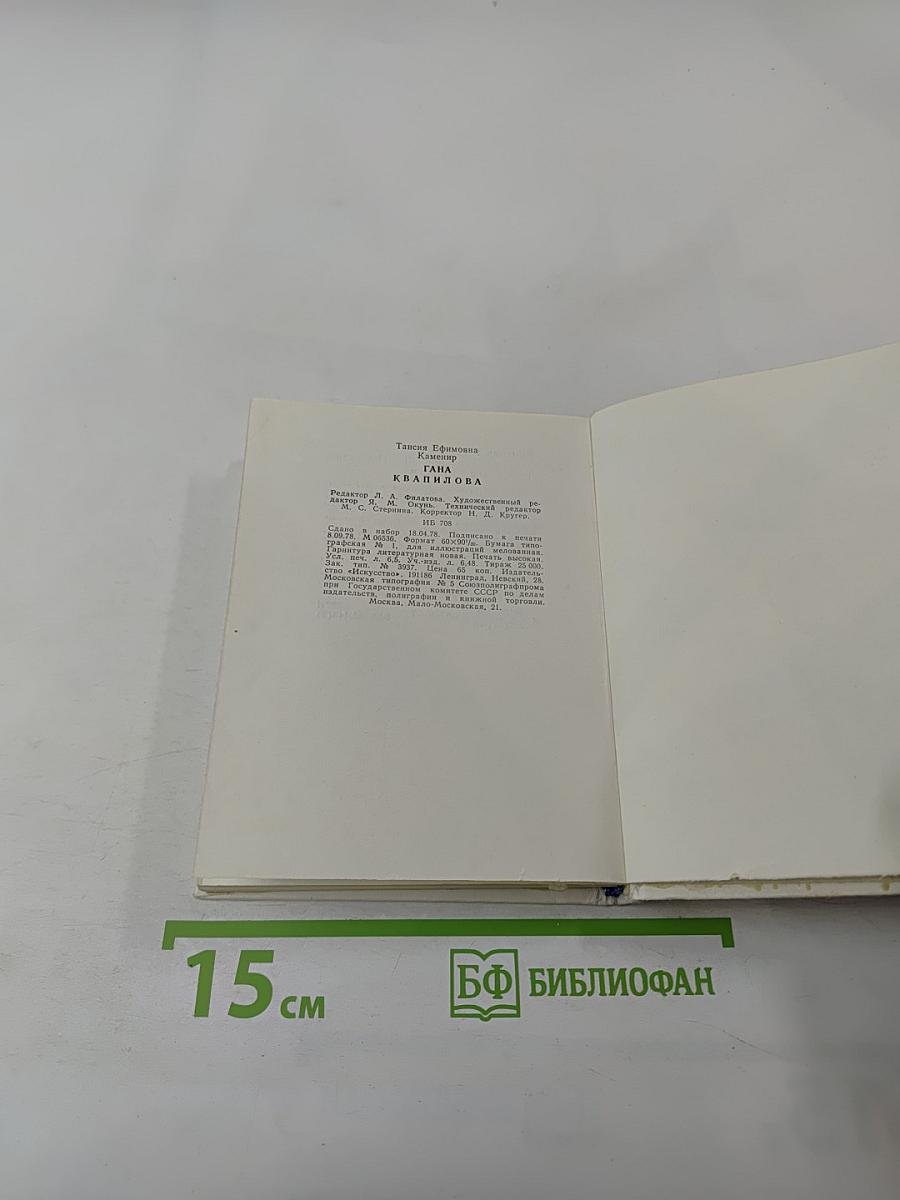 Таисия Ефимовна
Каменир
ГАНА
КВАПИЛОВА
Редактор Л. А. Филатова. Художественный ре-
дактор Я. М. Окунь. Технический редактор
М. С. Стернина. Корректор Н. Д. Кругер.
ИБ 708
Сдано в набор 18.04.78. Подписано к печати
8.09.78. М 06536. Формат 60×90¹/₃₂. Бумага типо-
графская № 1, для иллюстраций мелованная.
Гарнитура литературная новая. Печать высокая.
Усл. печ. л. 6,5. Уч.-изд. л. 6,48. Тираж 25 000.
Зак. тип. № 3937. Цена 65 коп. Издатель-
ство «Искусство», 191186 Ленинград, Невский, 28.
Московская типография № 5 Союзполиграфпрома
при Государственном комитете СССР по делам
издательств, полиграфии и книжной торговли.
Москва, Мало-Московская, 21.
15 см
БФ БИБЛИОФАН